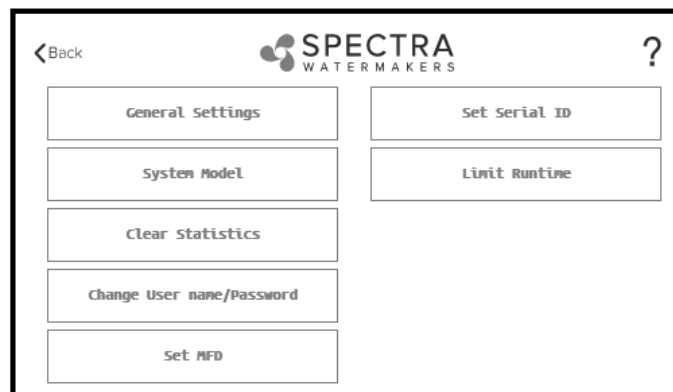 Back
SPECTRA
WATERMAKERS
?
General Settings
Set Serial ID
System Model
Limit Runtime
Clear Statistics
Change User name/Password
Set MFD